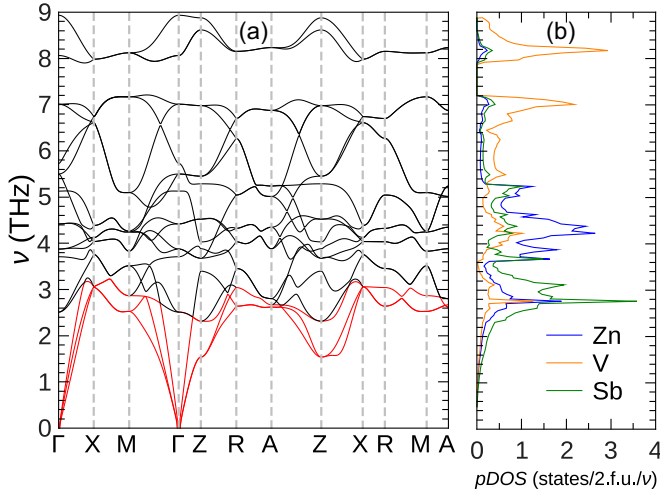 (a)
(b)
9
8
7
6
5
4
3
2
1
0
ν (THz)
Γ X M Γ Z R A Z X R M A
Zn
V
Sb
0 1 2 3 4
pDOS (states/2.f.u./ν)